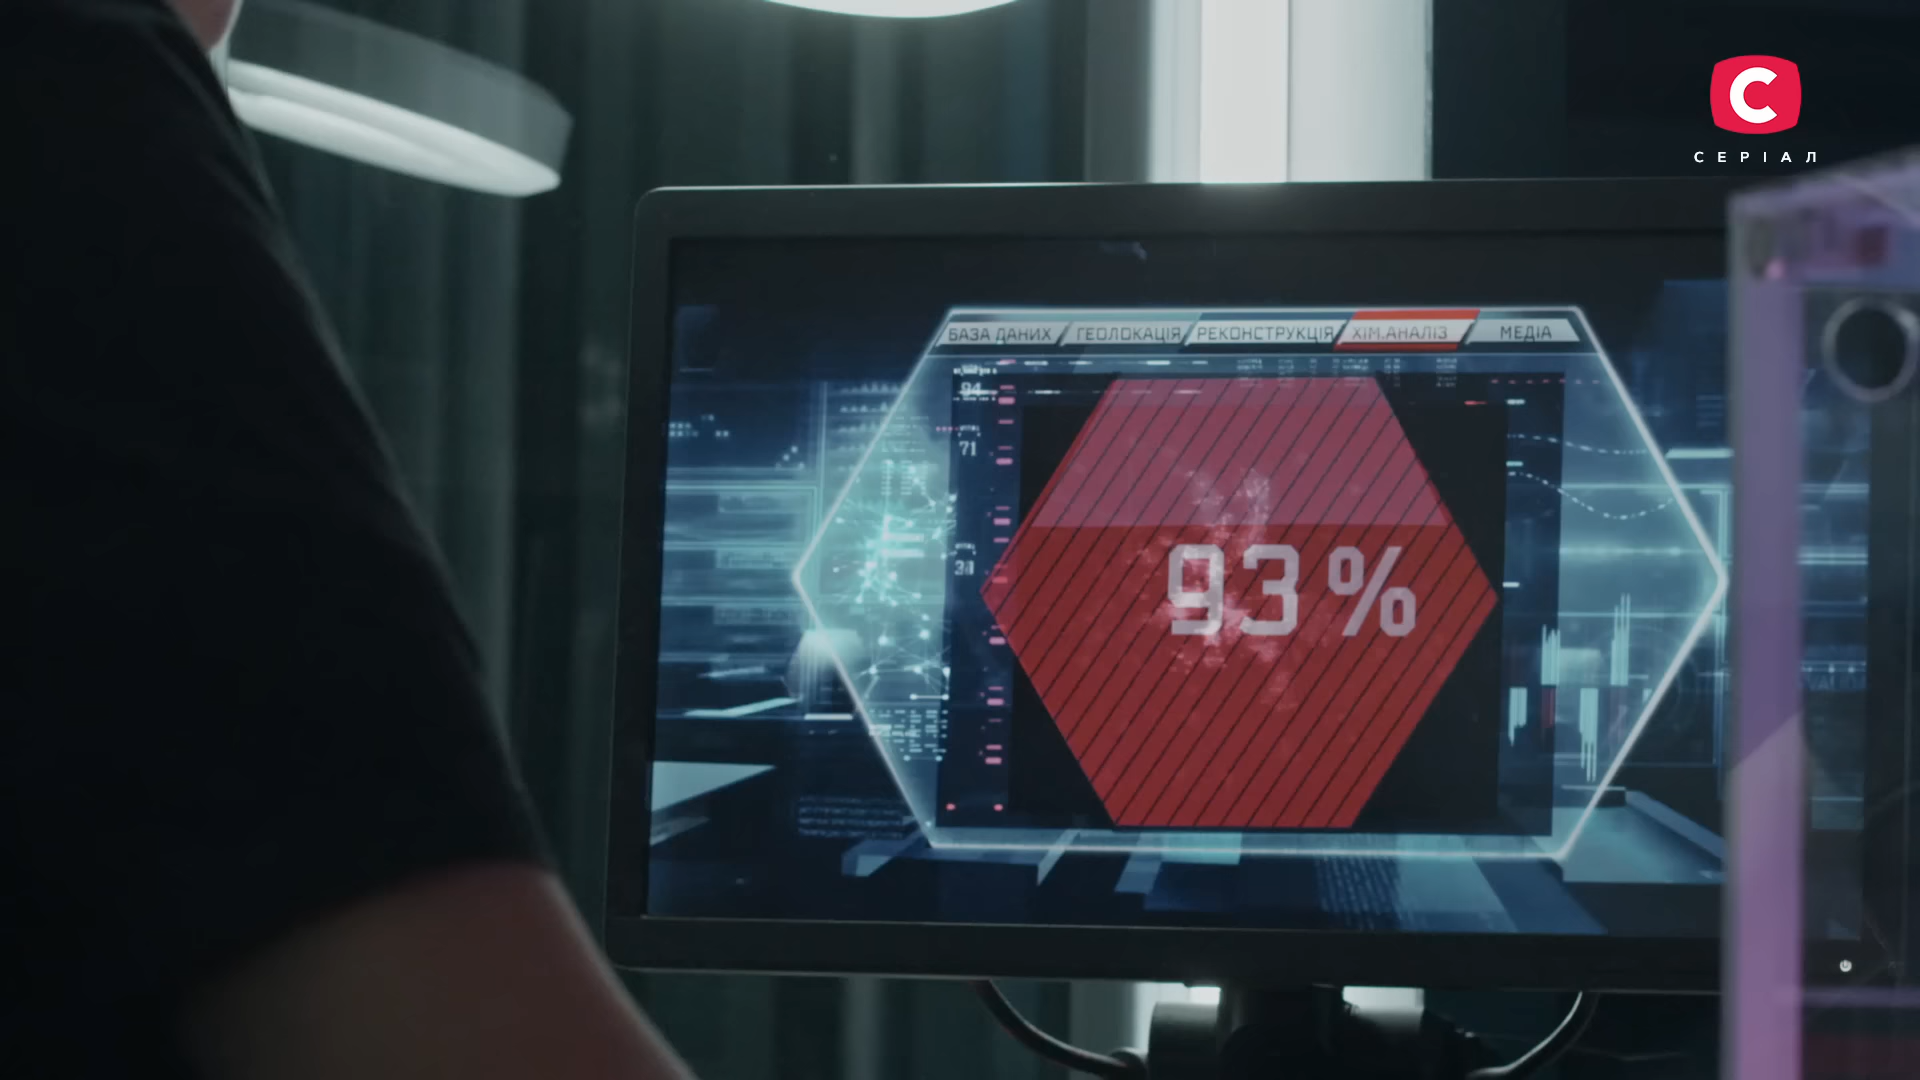 С
СЕРІАЛ
БАЗА ДАНИХ ГЕОЛОКАЦІЯ РЕКОНСТРУКЦІЯ ХІМ.АНАЛІЗ МЕДІА
94
71
93%